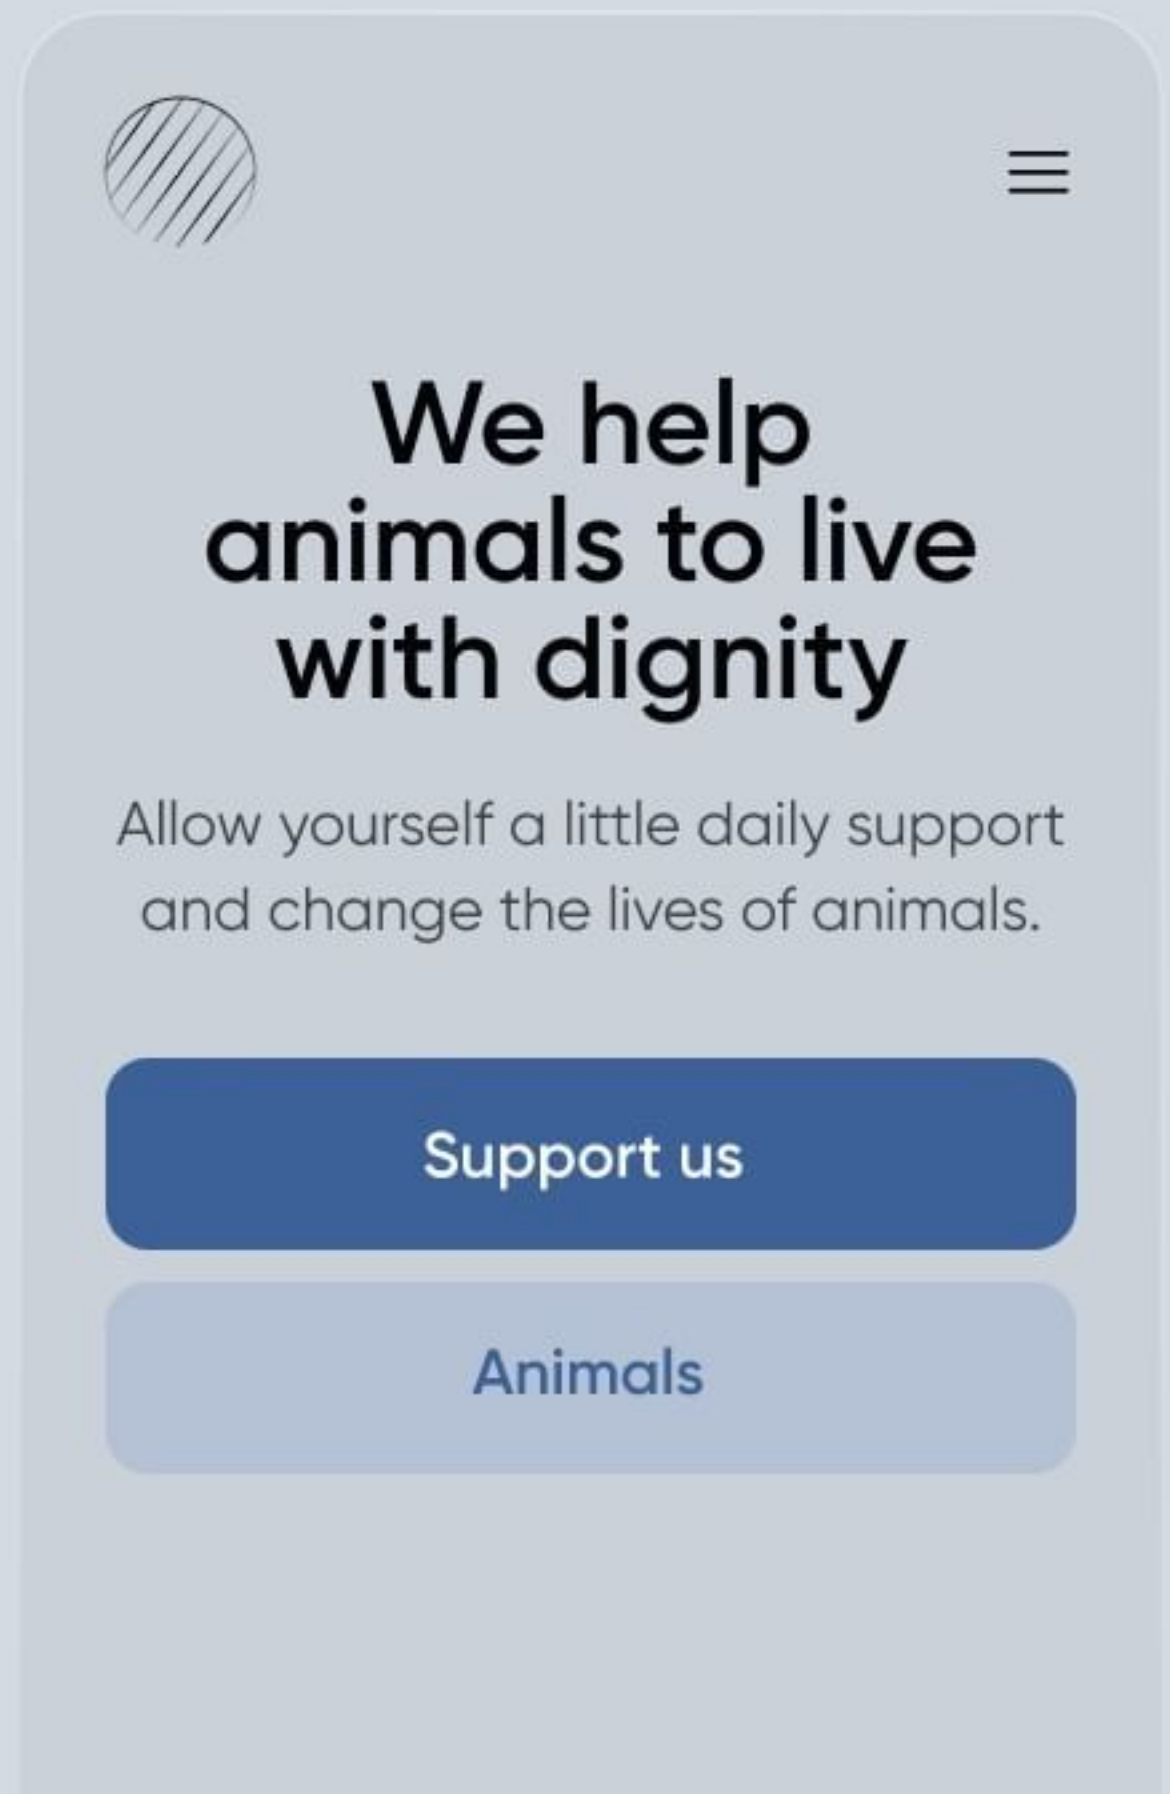 We help
animals to live
with dignity
Allow yourself a little daily support
and change the lives of animals.
Support us
Animals